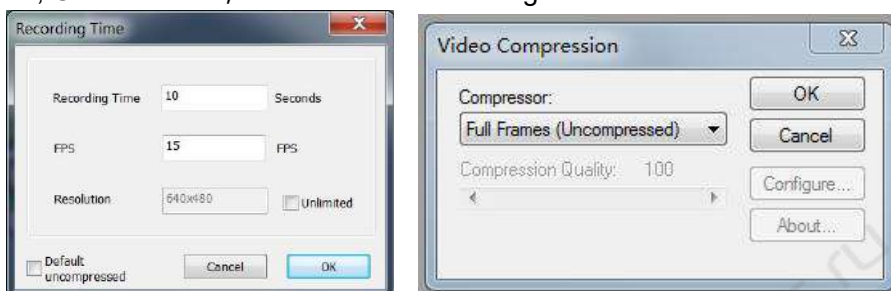 Recording Time
Recording Time 10 Seconds
FPS 15 FPS
Resolution 640x480 Unlimited
Default
uncompressed
Cancel OK
Video Compression
Compressor:
Full Frames (Uncompressed)
Compression Quality: 100
OK
Cancel
Configure...
About...